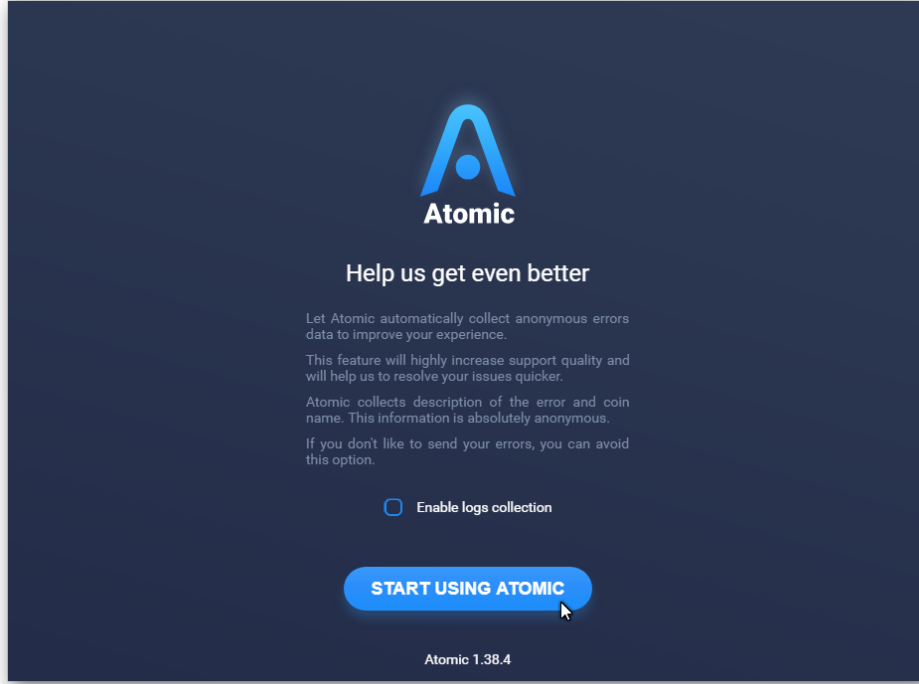 Atomic
Help us get even better
Let Atomic automatically collect anonymous errors
data to improve your experience.
This feature will highly increase support quality and
will help us to resolve your issues quicker.
Atomic collects description of the error and coin
name. This information is absolutely anonymous.
If you don't like to send your errors, you can avoid
this option.
Enable logs collection
START USING ATOMIC
Atomic 1.38.4